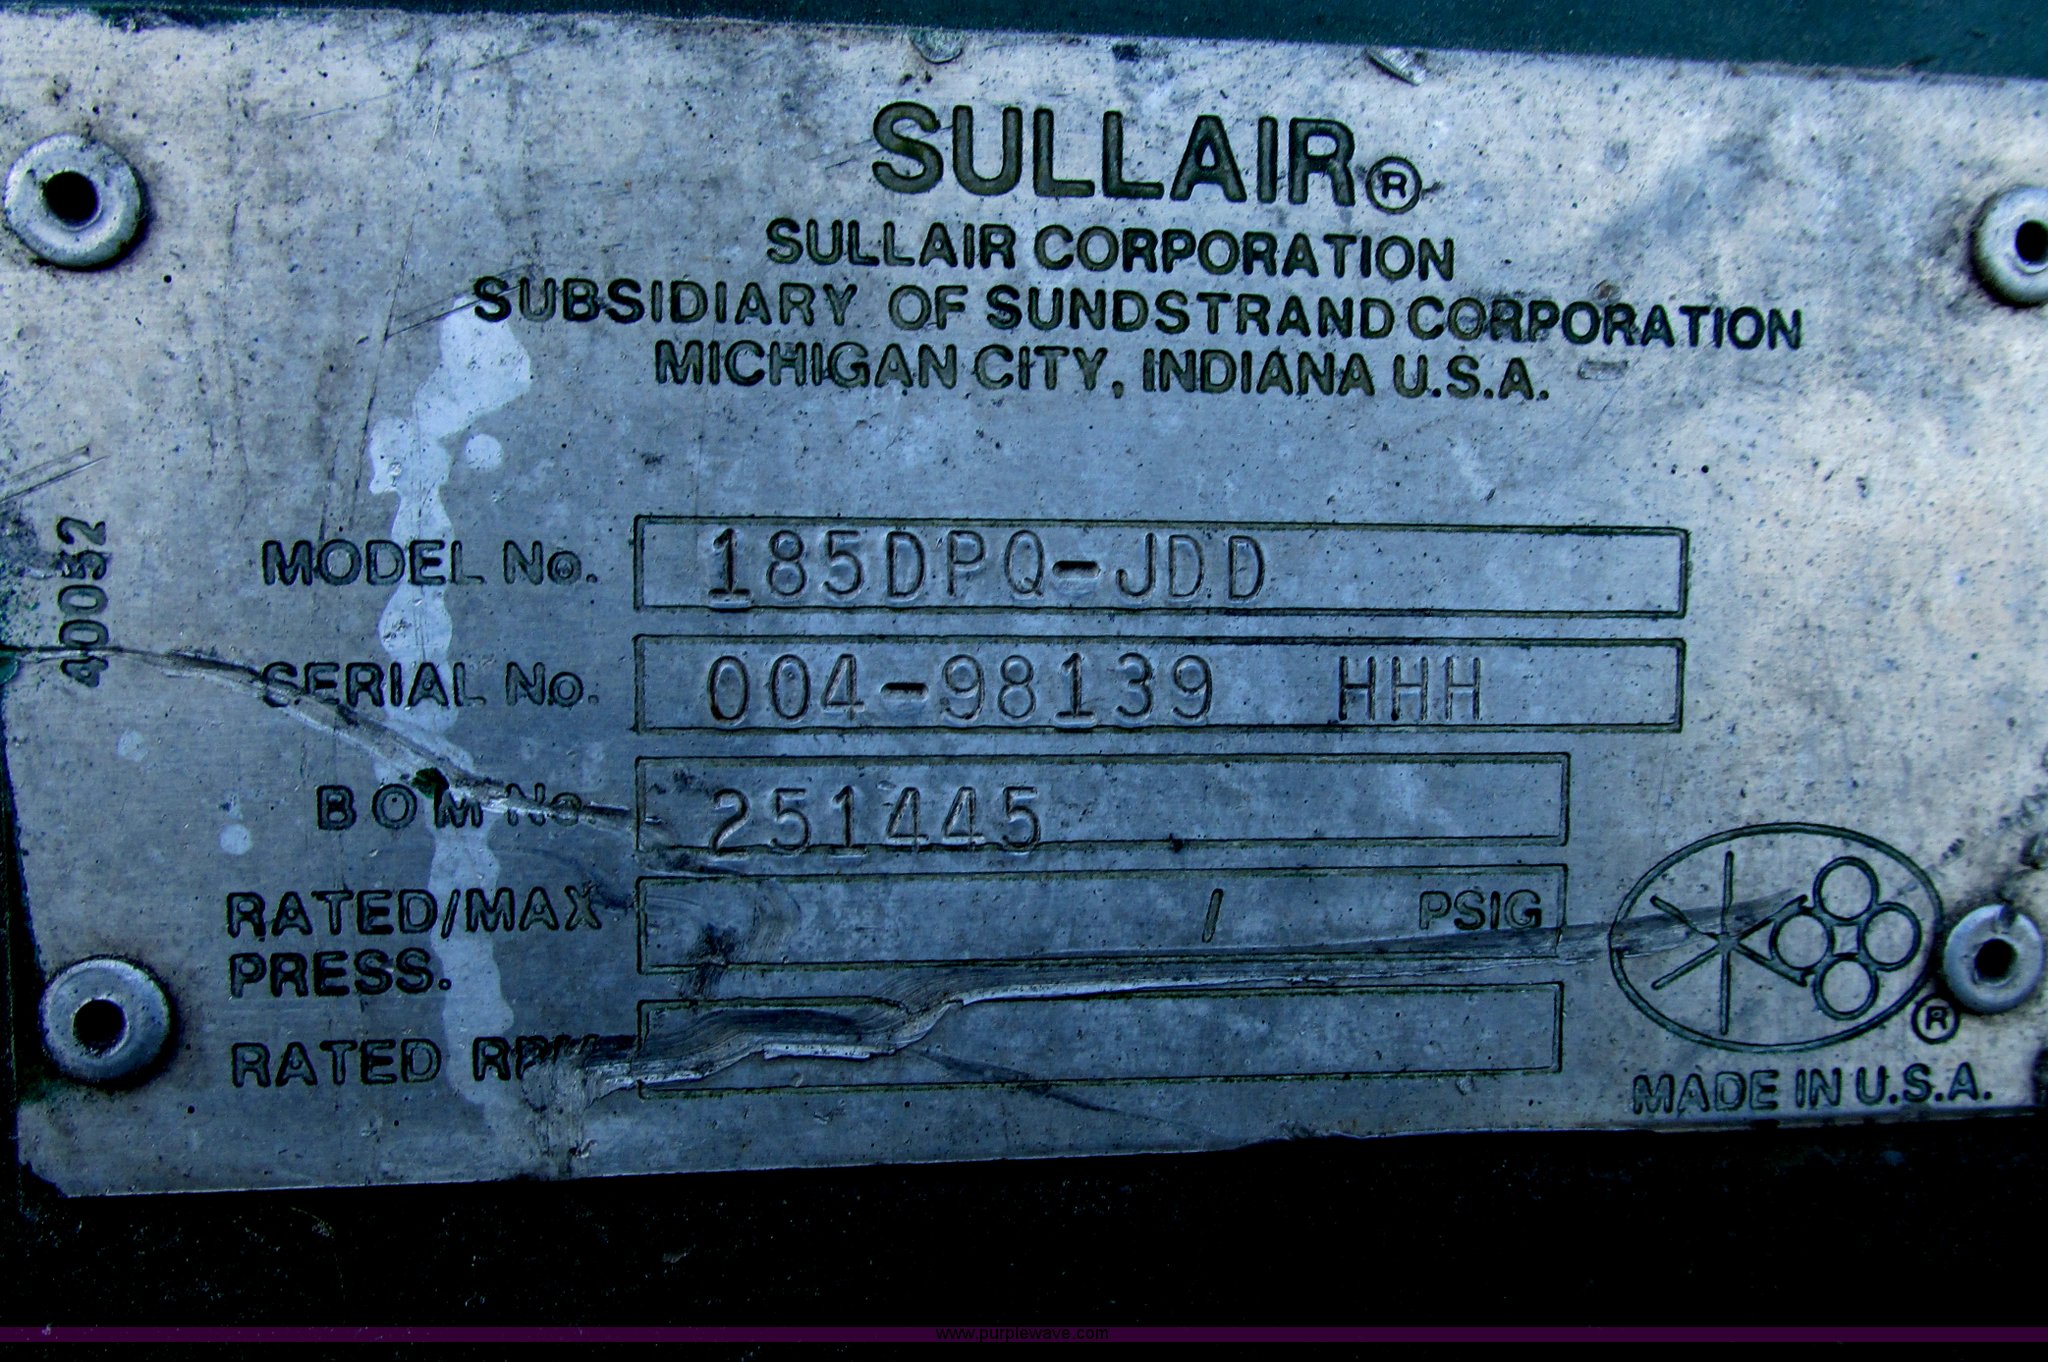 SULLAIR®
SULLAIR CORPORATION
SUBSIDIARY OF SUNDSTRAND CORPORATION
MICHIGAN CITY, INDIANA U.S.A.
40052
MODEL No. 185DPQ-JDD
SERIAL No. 004-98139 HHH
BOM No. 251445
RATED/MAX PRESS. / PSIG
RATED RPM
®
MADE IN U.S.A.
www.purplewave.com